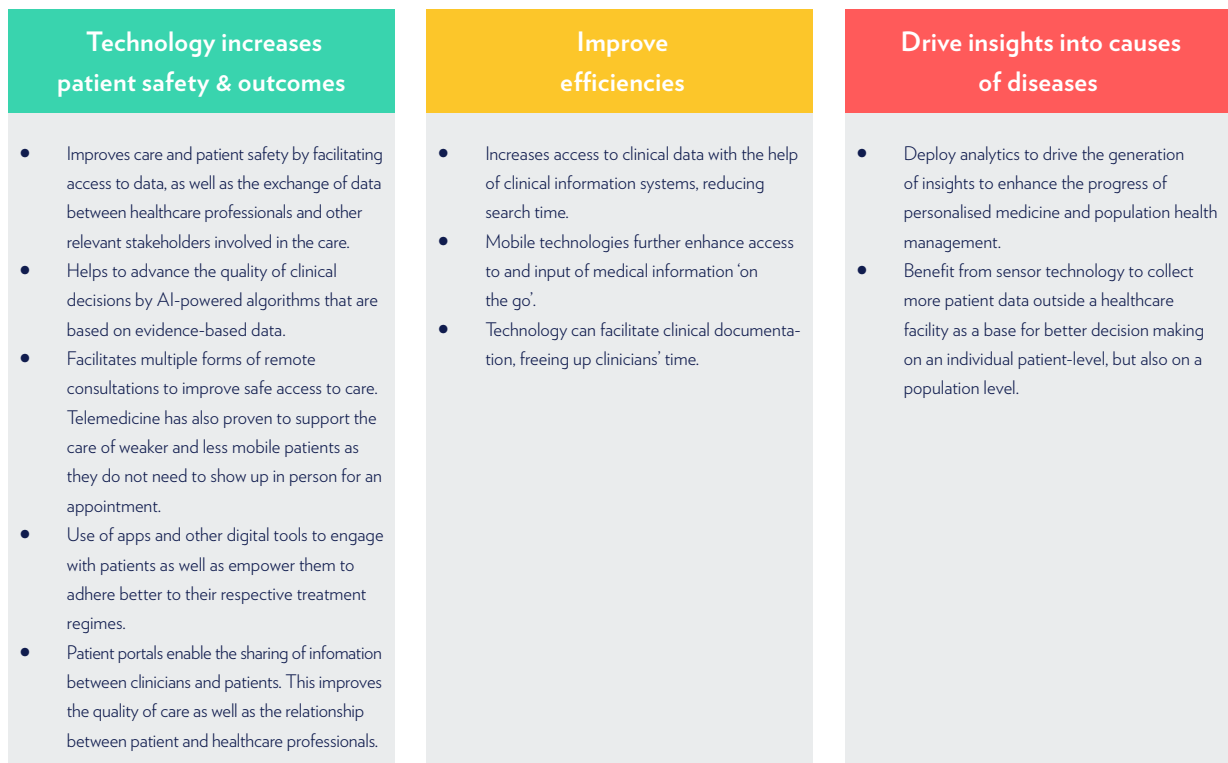 Technology increases
patient safety & outcomes
• Improves care and patient safety by facilitating
access to data, as well as the exchange of data
between healthcare professionals and other
relevant stakeholders involved in the care.
• Helps to advance the quality of clinical
decisions by AI-powered algorithms that are
based on evidence-based data.
• Facilitates multiple forms of remote
consultations to improve safe access to care.
Telemedicine has also proven to support the
care of weaker and less mobile patients as
they do not need to show up in person for an
appointment.
• Use of apps and other digital tools to engage
with patients as well as empower them to
adhere better to their respective treatment
regimes.
• Patient portals enable the sharing of infomation
between clinicians and patients. This improves
the quality of care as well as the relationship
between patient and healthcare professionals.
Improve
efficiencies
• Increases access to clinical data with the help
of clinical information systems, reducing
search time.
• Mobile technologies further enhance access
to and input of medical information ‘on
the go’.
• Technology can facilitate clinical documenta-
tion, freeing up clinicians’ time.
Drive insights into causes
of diseases
• Deploy analytics to drive the generation
of insights to enhance the progress of
personalised medicine and population health
management.
• Benefit from sensor technology to collect
more patient data outside a healthcare
facility as a base for better decision making
on an individual patient-level, but also on a
population level.